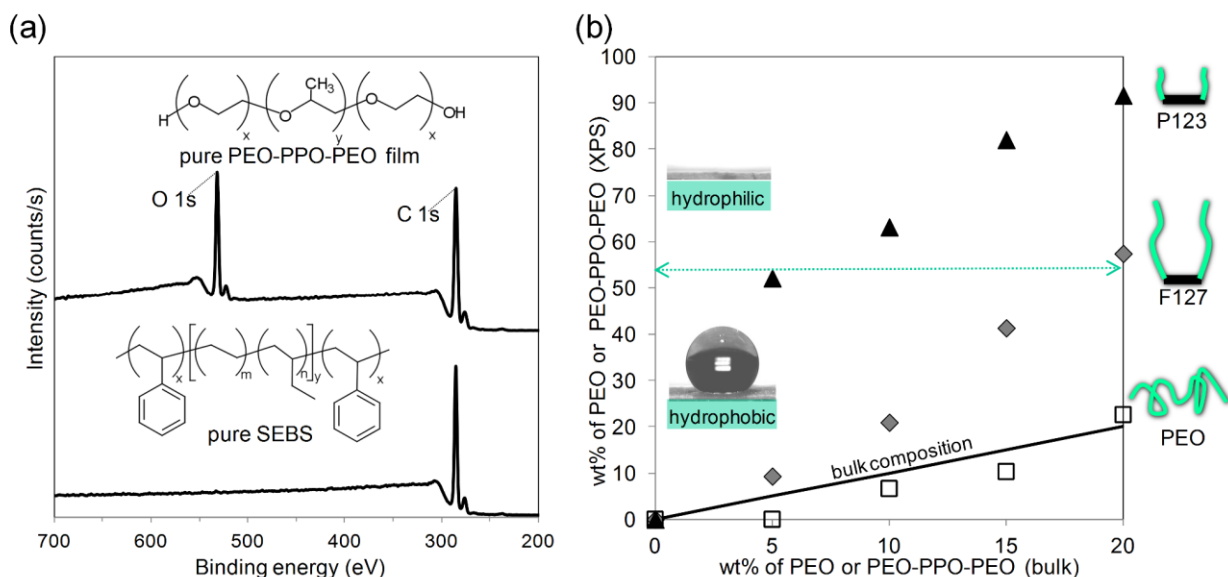 (a)
Intensity (counts/s)
H
O
x
CH3
O
y
O
x
OH
pure PEO-PPO-PEO film
O 1s
C 1s
x
m
n
y
x
pure SEBS
700
600
500
400
300
200
Binding energy (eV)
(b)
wt% of PEO or PEO-PPO-PEO (XPS)
100
90
80
70
60
50
40
30
20
10
0
hydrophilic
hydrophobic
bulk composition
0
5
10
15
20
wt% of PEO or PEO-PPO-PEO (bulk)
P123
F127
PEO